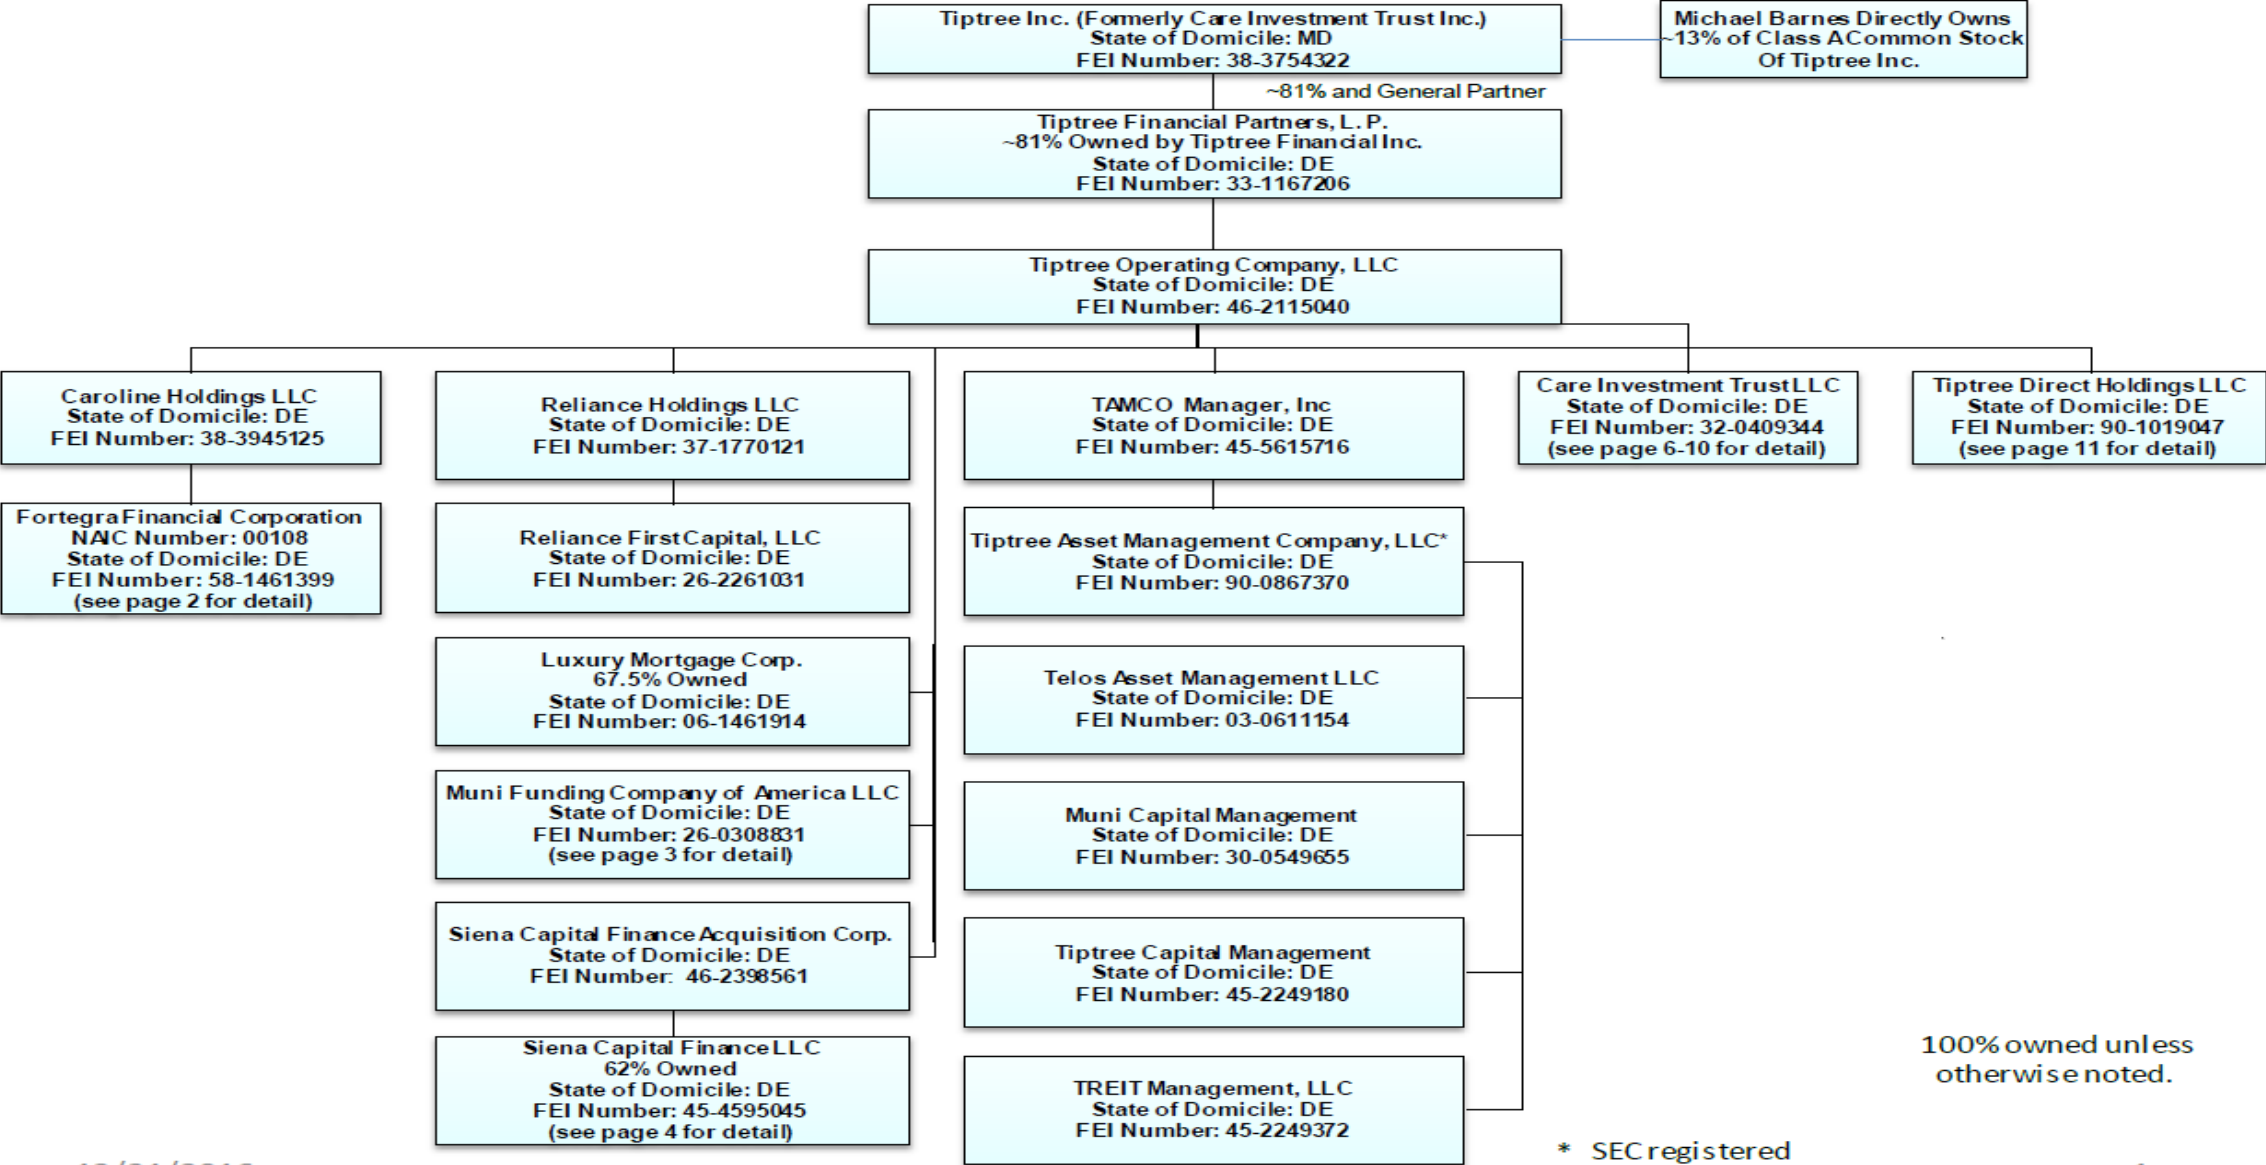 Tiptree Inc. (Formerly Care Investment Trust Inc.)
State of Domicile: MD
FEI Number: 38-3754322
Michael Barnes Directly Owns
~13% of Class A Common Stock
Of Tiptree Inc.
~81% and General Partner
Tiptree Financial Partners, L. P.
~81% Owned by Tiptree Financial Inc.
State of Domicile: DE
FEI Number: 33-1167206
Tiptree Operating Company, LLC
State of Domicile: DE
FEI Number: 46-2115040
Caroline Holdings LLC
State of Domicile: DE
FEI Number: 38-3945125
Fortegra Financial Corporation
NAIC Number: 00108
State of Domicile: DE
FEI Number: 58-1461399
(see page 2 for detail)
Reliance Holdings LLC
State of Domicile: DE
FEI Number: 37-1770121
Reliance First Capital, LLC
State of Domicile: DE
FEI Number: 26-2261031
Luxury Mortgage Corp.
67.5% Owned
State of Domicile: DE
FEI Number: 06-1461914
Muni Funding Company of America LLC
State of Domicile: DE
FEI Number: 26-0308831
(see page 3 for detail)
Siena Capital Finance Acquisition Corp.
State of Domicile: DE
FEI Number: 46-2398561
Siena Capital Finance LLC
62% Owned
State of Domicile: DE
FEI Number: 45-4595045
(see page 4 for detail)
TAMCO Manager, Inc
State of Domicile: DE
FEI Number: 45-5615716
Tiptree Asset Management Company, LLC*
State of Domicile: DE
FEI Number: 90-0867370
Telos Asset Management LLC
State of Domicile: DE
FEI Number: 03-0611154
Muni Capital Management
State of Domicile: DE
FEI Number: 30-0549655
Tiptree Capital Management
State of Domicile: DE
FEI Number: 45-2249180
TREIT Management, LLC
State of Domicile: DE
FEI Number: 45-2249372
Care Investment Trust LLC
State of Domicile: DE
FEI Number: 32-0409344
(see page 6-10 for detail)
Tiptree Direct Holdings LLC
State of Domicile: DE
FEI Number: 90-1019047
(see page 11 for detail)
100% owned unless
otherwise noted.
* SEC registered